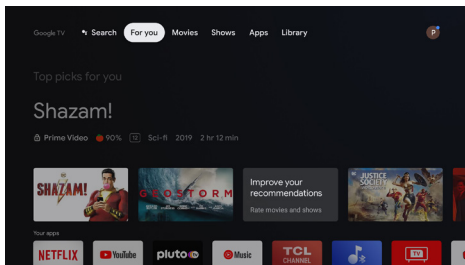 Google TV Search For you Movies Shows Apps Library P
Top picks for you
Shazam!
Prime Video 90% 12 Sci-fi 2019 2 hr 12 min
SHAZAM!
GEOSTORM
Improve your
recommendations
Rate movies and shows
JUSTICE
SOCIETY
Your apps
NETFLIX
YouTube
pluto tv
Music
TCL
CHANNEL
TV